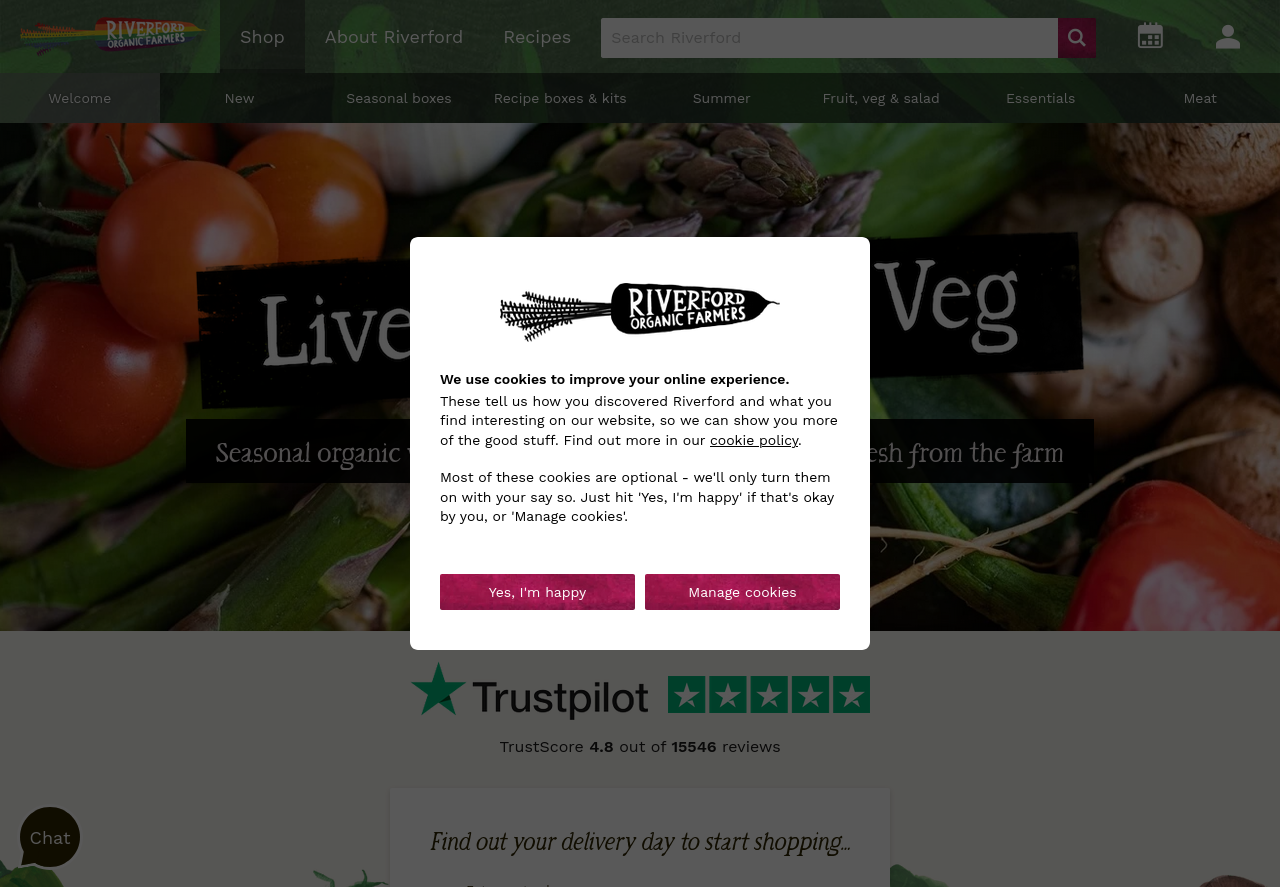 RIVERFORD
ORGANIC FARMERS
Shop
About Riverford
Recipes
Search Riverford
Welcome
New
Seasonal boxes
Recipe boxes & kits
Summer
Fruit, veg & salad
Essentials
Meat
Live
Veg
Seasonal organic
from the farm
RIVERFORD
ORGANIC FARMERS
We use cookies to improve your online experience.
These tell us how you discovered Riverford and what you
find interesting on our website, so we can show you more
of the good stuff. Find out more in our cookie policy.
Most of these cookies are optional - we'll only turn them
on with your say so. Just hit 'Yes, I'm happy' if that's okay
by you, or 'Manage cookies'.
Yes, I'm happy
Manage cookies
Trustpilot
TrustScore 4.8 out of 15546 reviews
Chat
Find out your delivery day to start shopping...